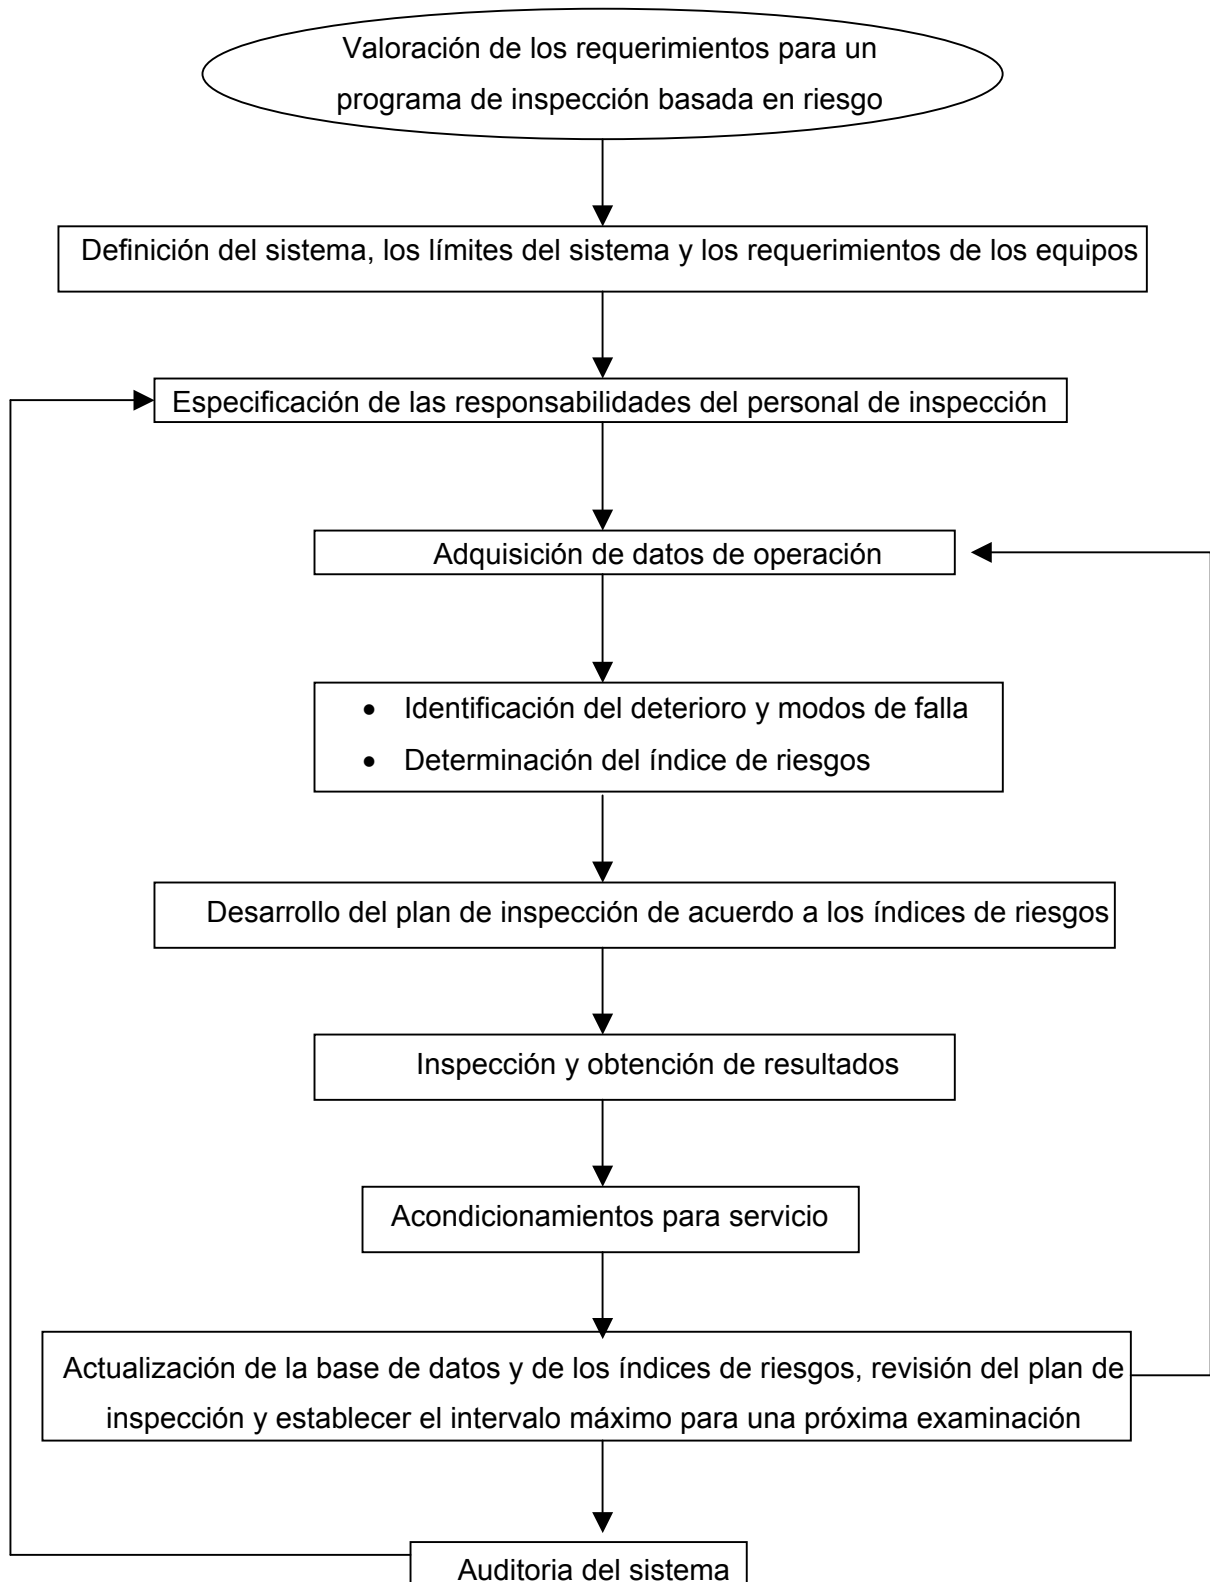 Valoración de los requerimientos para un
programa de inspección basada en riesgo
Definición del sistema, los límites del sistema y los requerimientos de los equipos
Especificación de las responsabilidades del personal de inspección
Adquisición de datos de operación
• Identificación del deterioro y modos de falla
• Determinación del índice de riesgos
Desarrollo del plan de inspección de acuerdo a los índices de riesgos
Inspección y obtención de resultados
Acondicionamientos para servicio
Actualización de la base de datos y de los índices de riesgos, revisión del plan de
inspección y establecer el intervalo máximo para una próxima examinación
Auditoria del sistema